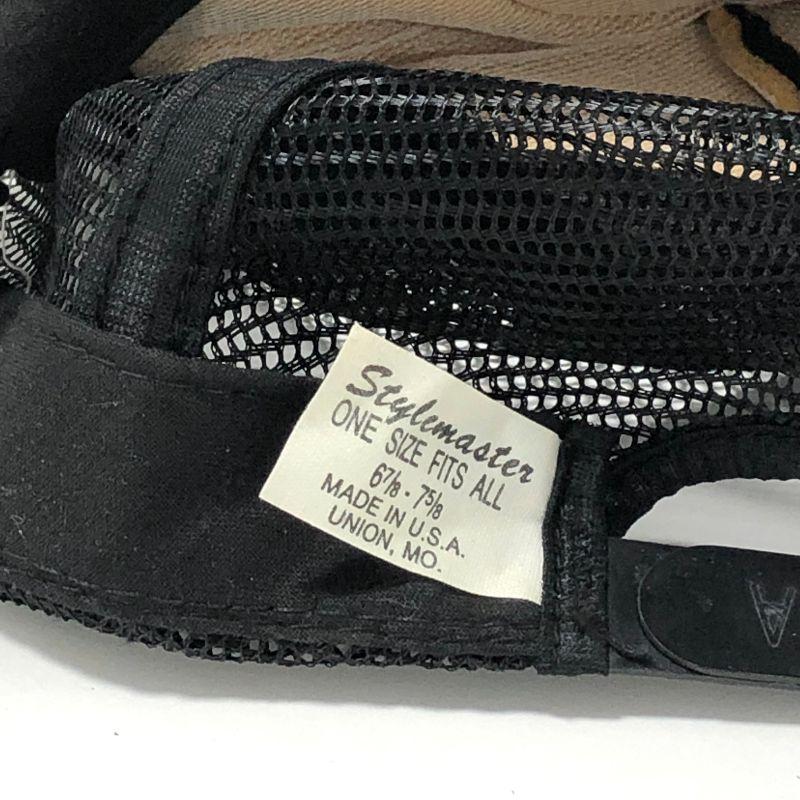 Stylemaster
ONE SIZE FITS ALL
6⅞ - 7⅝
MADE IN U.S.A.
UNION, MO.